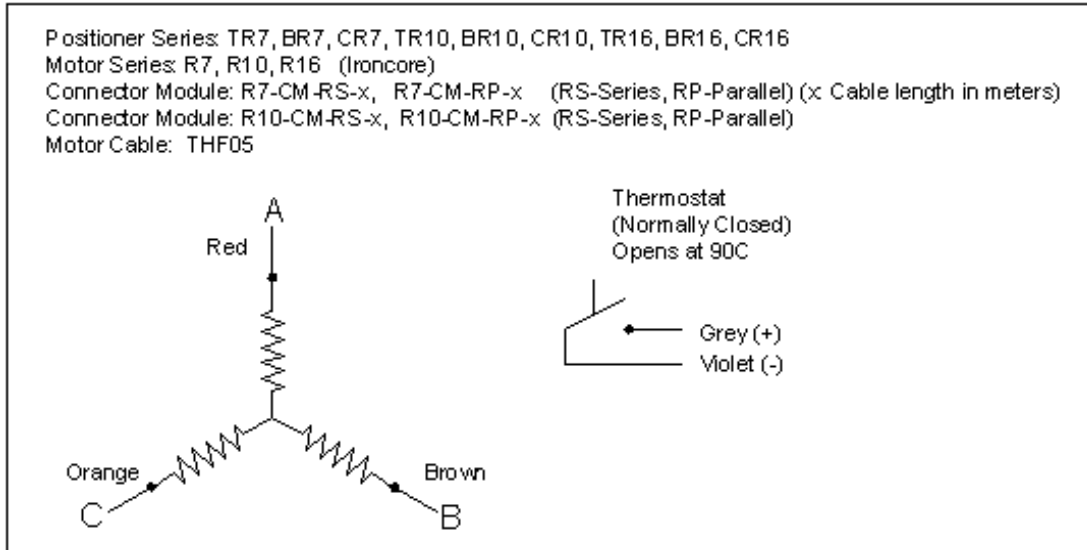 Positioner Series: TR7, BR7, CR7, TR10, BR10, CR10, TR16, BR16, CR16
Motor Series: R7, R10, R16 (Ironcore)
Connector Module: R7-CM-RS-x, R7-CM-RP-x (RS-Series, RP-Parallel) (x: Cable length in meters)
Connector Module: R10-CM-RS-x, R10-CM-RP-x (RS-Series, RP-Parallel)
Motor Cable: THF05
Thermostat
(Normally Closed)
Opens at 90C
A
Red
Grey (+)
Violet (-)
Orange
Brown
C
B